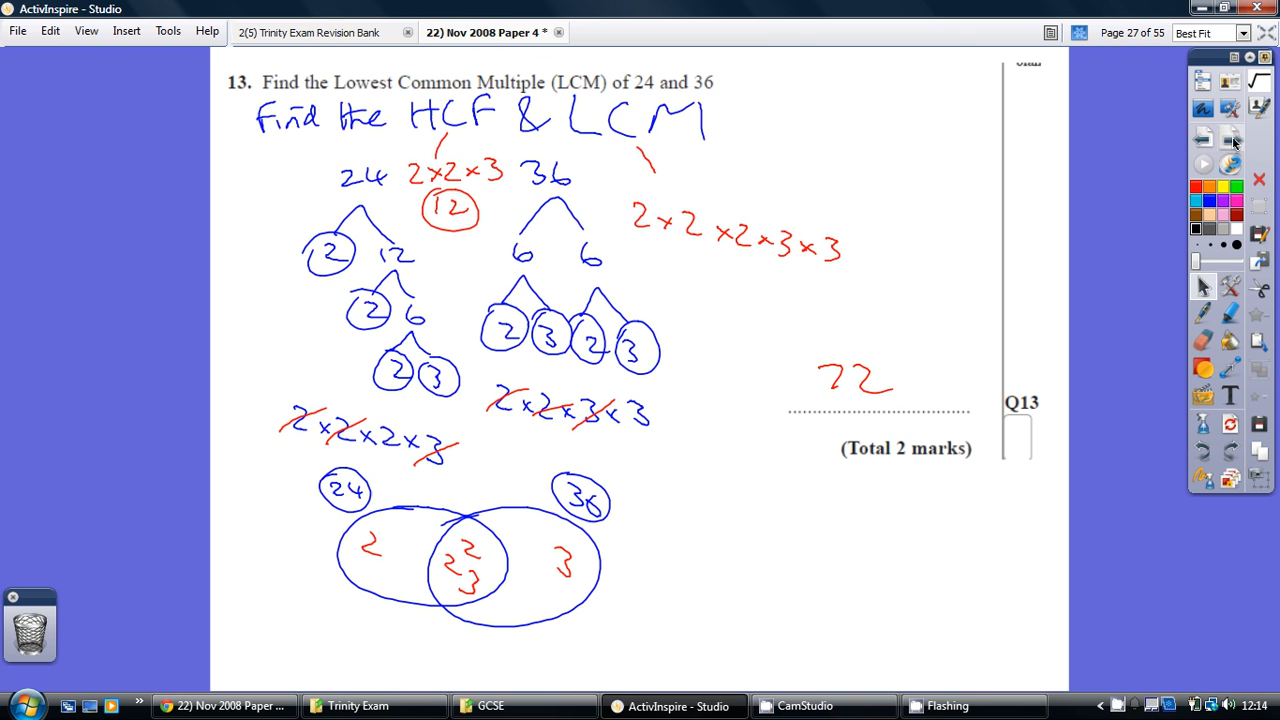 ActivInspire - Studio
File Edit View Insert Tools Help
2(5) Trinity Exam Revision Bank
22) Nov 2008 Paper 4 *
Page 27 of 55
Best Fit
13. Find the Lowest Common Multiple (LCM) of 24 and 36
Find the HCF & LCM
24 2×2×3 36
12
2×2×2×3×3
2 12 6 6
2 6 2 3 2 3
2 3
2×2×3×3
2×2×2×3
72
Q13
(Total 2 marks)
24 36
2 2 2 3 3
T
22) Nov 2008 Paper 4 ...
Trinity Exam
GCSE
ActivInspire - Studio
CamStudio
Flashing
12:14